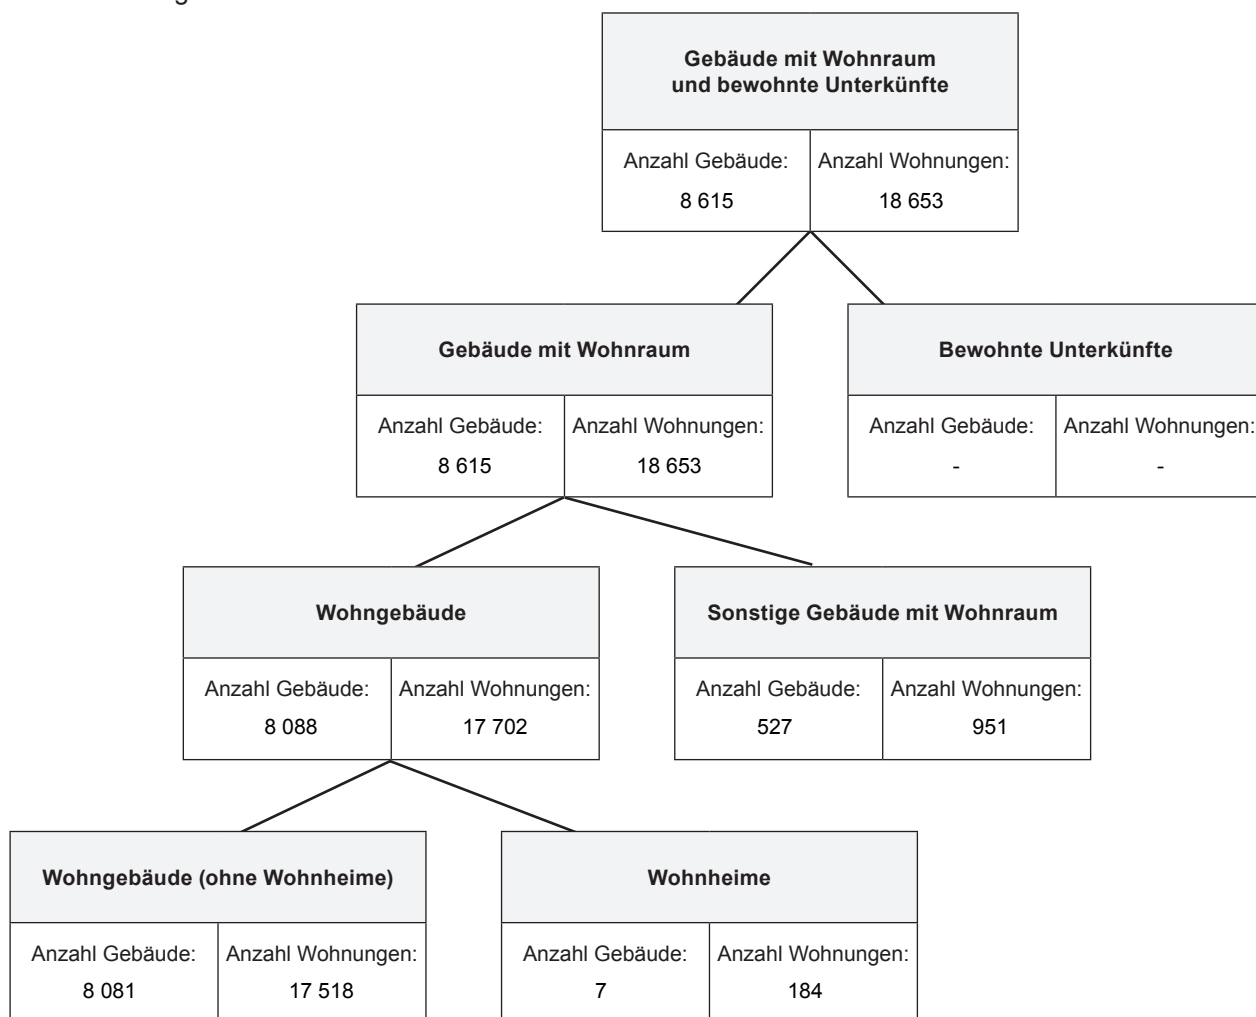 Gebäude mit Wohnraum
und bewohnte Unterkünfte
Anzahl Gebäude:
Anzahl Wohnungen:
8 615
18 653
Gebäude mit Wohnraum
Bewohnte Unterkünfte
Anzahl Gebäude:
Anzahl Wohnungen:
8 615
18 653
Anzahl Gebäude:
Anzahl Wohnungen:
-
-
Wohngebäude
Sonstige Gebäude mit Wohnraum
Anzahl Gebäude:
Anzahl Wohnungen:
8 088
17 702
Anzahl Gebäude:
Anzahl Wohnungen:
527
951
Wohngebäude (ohne Wohnheime)
Wohnheime
Anzahl Gebäude:
Anzahl Wohnungen:
8 081
17 518
Anzahl Gebäude:
Anzahl Wohnungen:
7
184